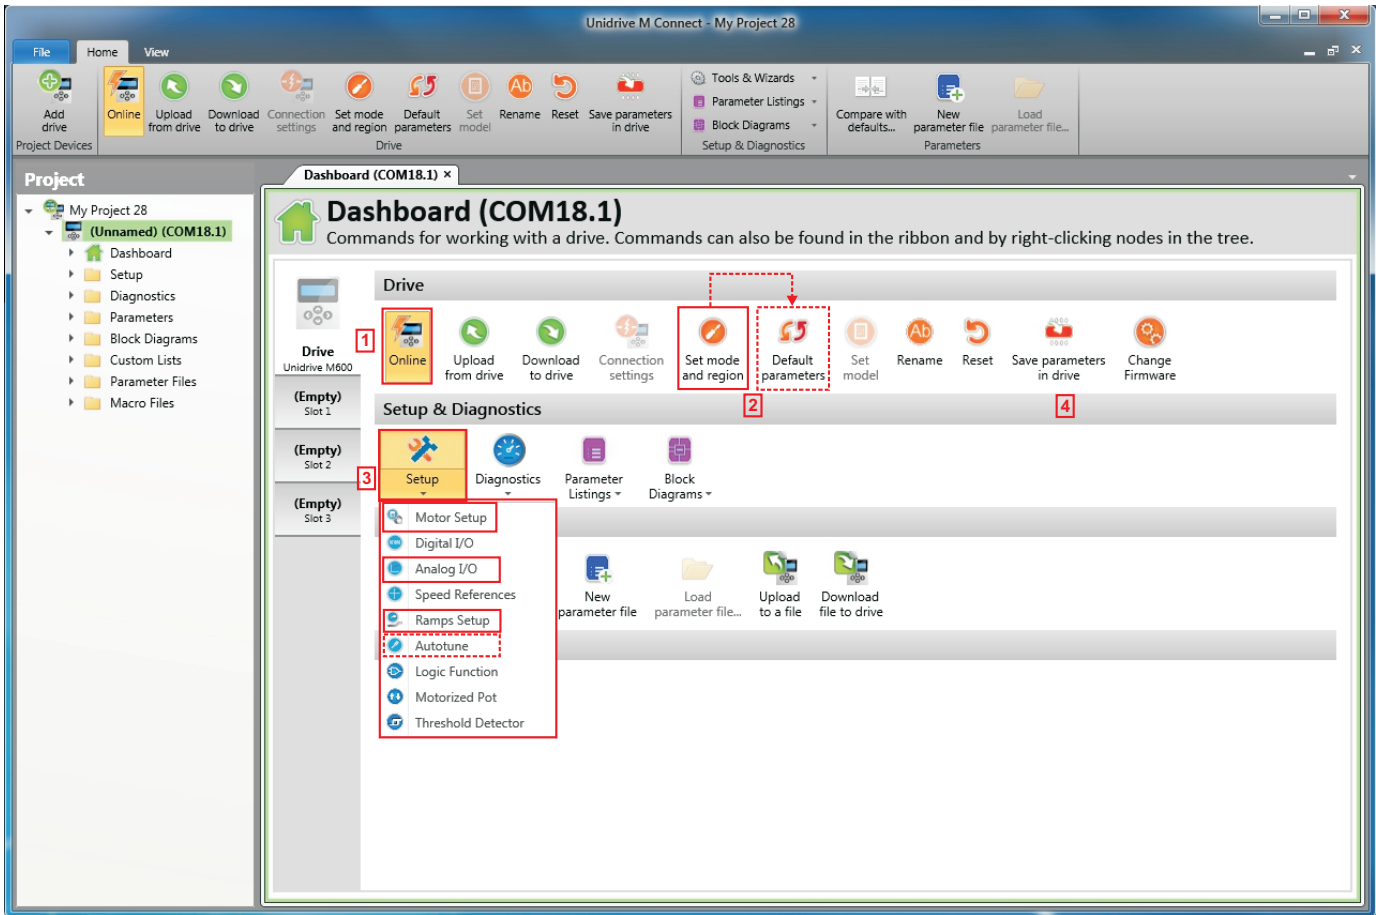 Unidrive M Connect - My Project 28
File Home View
Add drive
Online
Upload from drive
Download to drive
Connection settings
Set mode and region
Default parameters
Set model
Rename
Reset
Save parameters in drive
Tools & Wizards
Parameter Listings
Block Diagrams
Compare with defaults...
New parameter file
Load parameter file...
Project Devices
Drive
Setup & Diagnostics
Parameters
Project
My Project 28
(Unnamed) (COM18.1)
Dashboard
Setup
Diagnostics
Parameters
Block Diagrams
Custom Lists
Parameter Files
Macro Files
Dashboard (COM18.1) ×
Dashboard (COM18.1)
Commands for working with a drive. Commands can also be found in the ribbon and by right-clicking nodes in the tree.
Drive
Unidrive M600
(Empty)
Slot 1
(Empty)
Slot 2
(Empty)
Slot 3
Drive
1
Online
Upload from drive
Download to drive
Connection settings
Set mode and region
Default parameters
Set model
Rename
Reset
Save parameters in drive
Change Firmware
2
4
Setup & Diagnostics
3
Setup
Diagnostics
Parameter Listings
Block Diagrams
Motor Setup
Digital I/O
Analog I/O
Speed References
Ramps Setup
Autotune
Logic Function
Motorized Pot
Threshold Detector
New parameter file
Load parameter file...
Upload to a file
Download file to drive